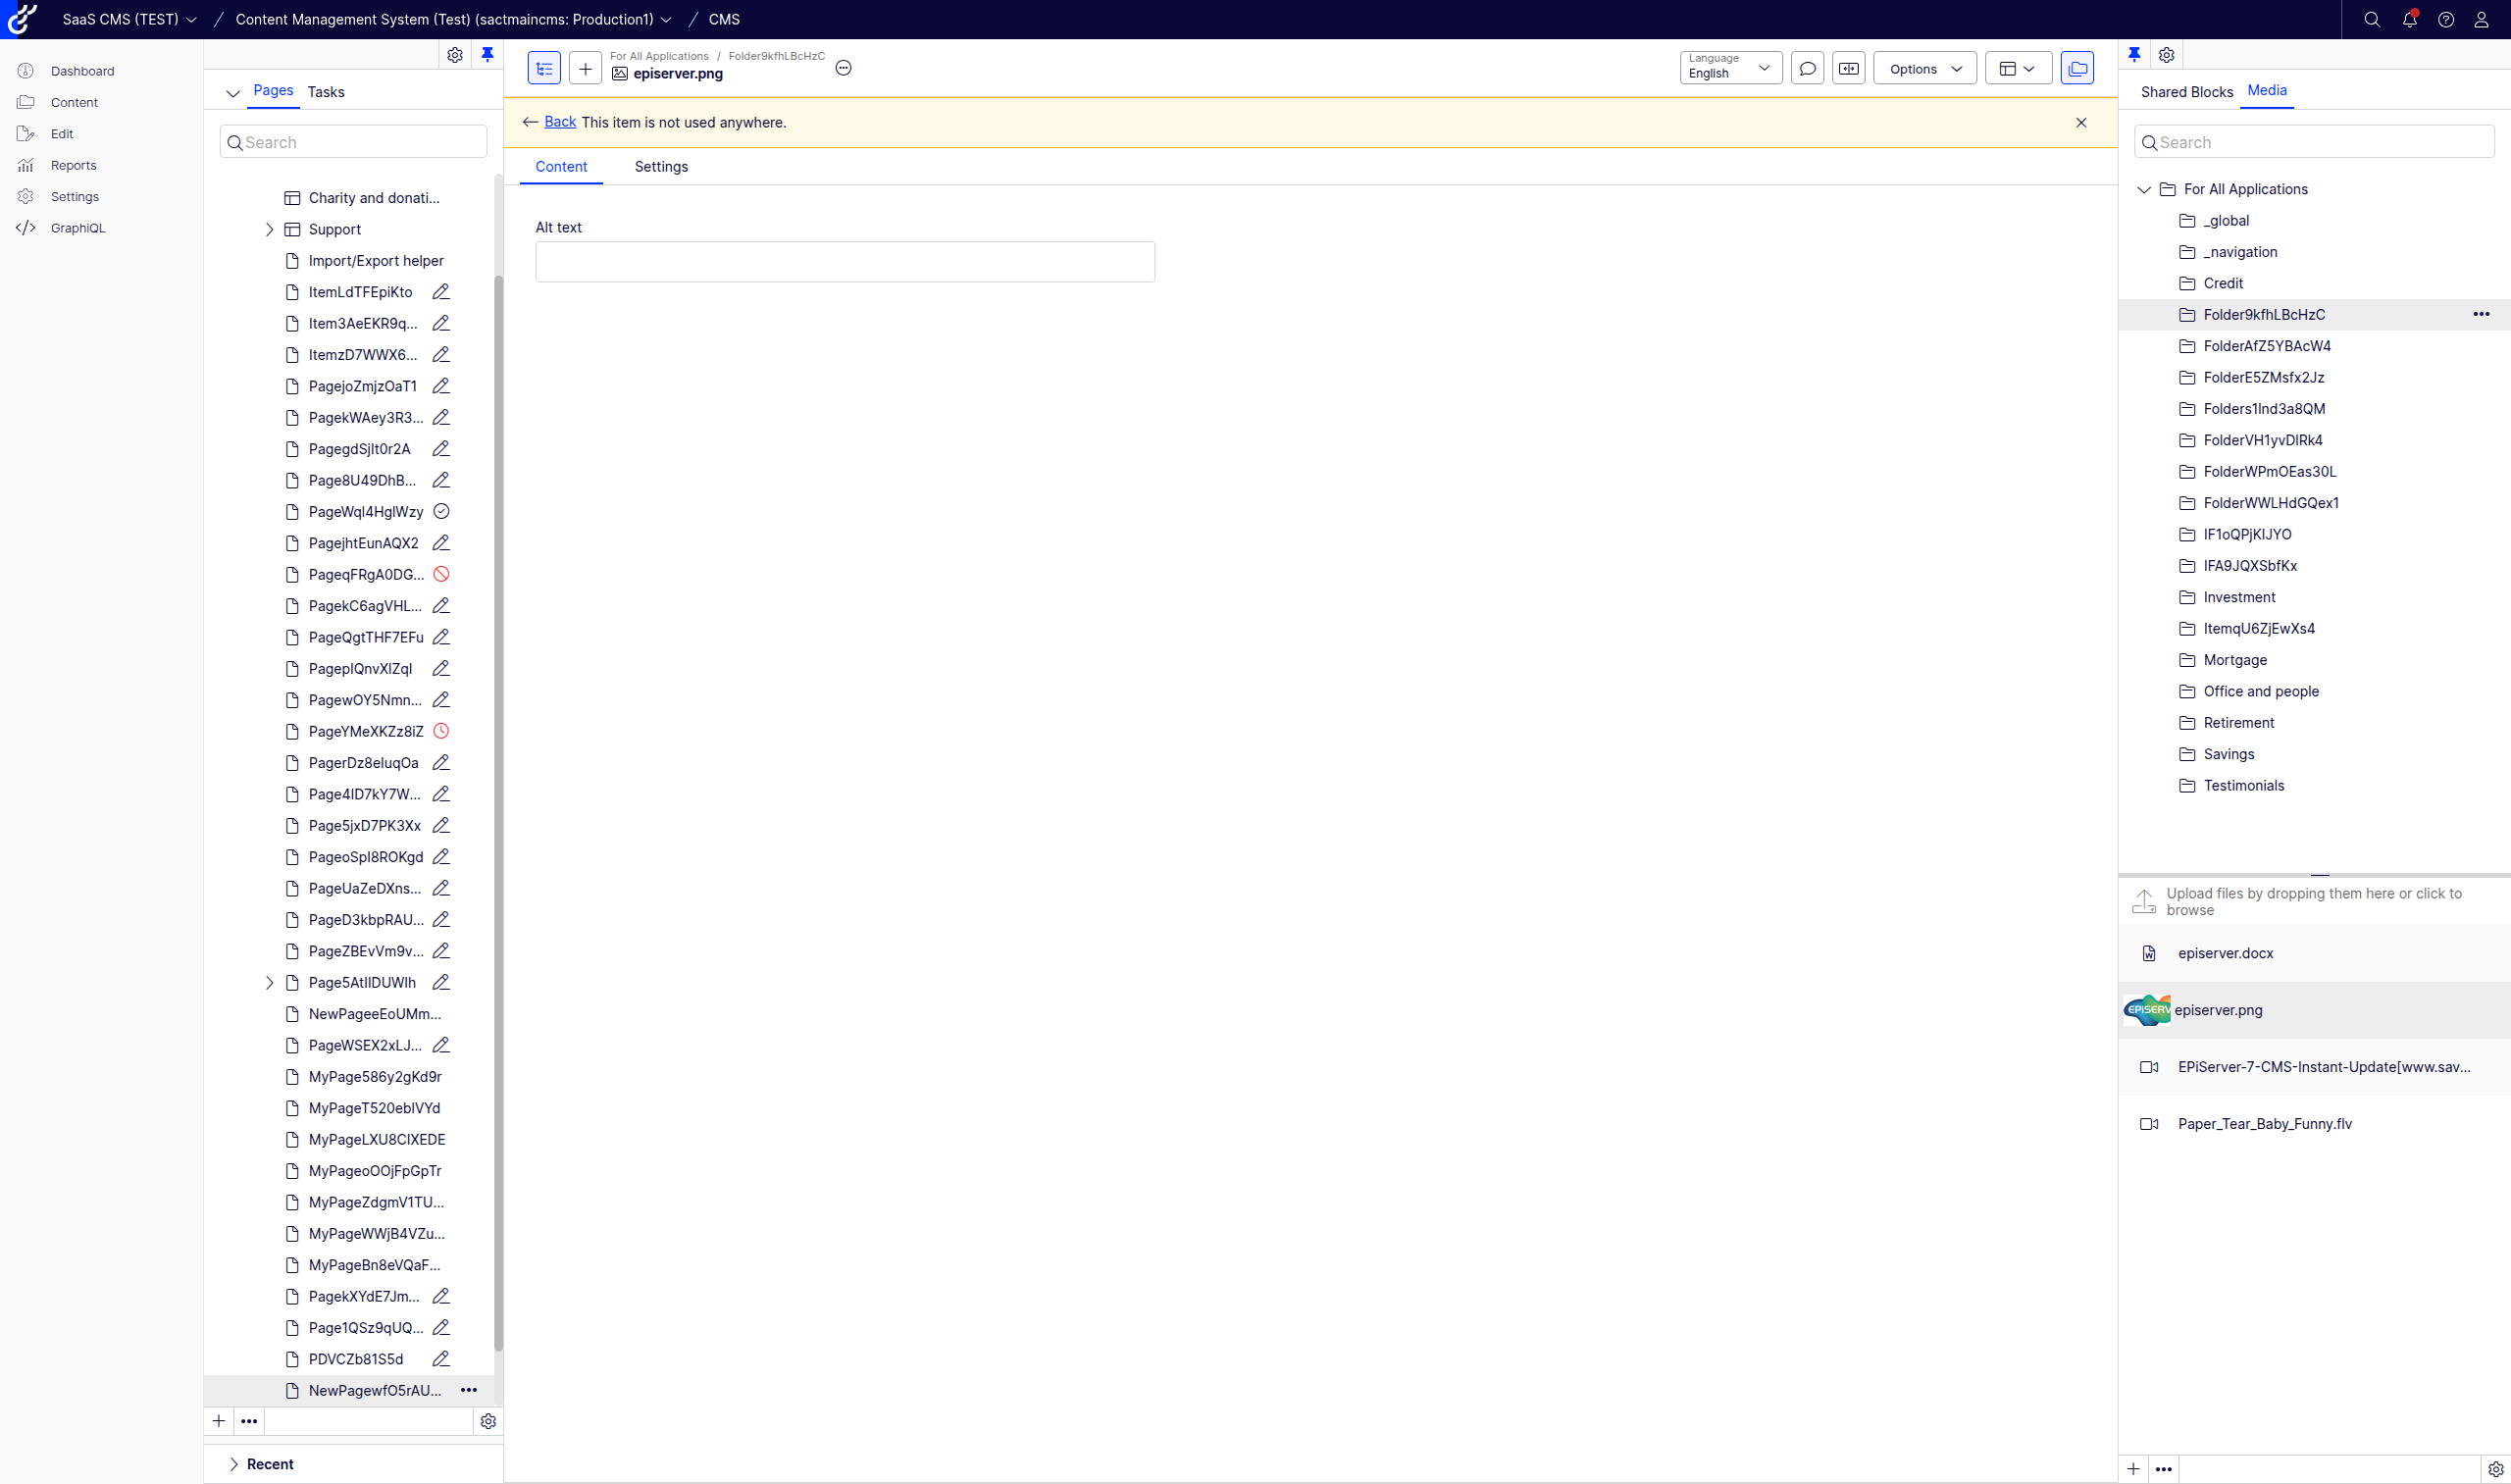 SaaS CMS (TEST)
Content Management System (Test) (sactmaincms: Production1)
CMS
Dashboard
Content
Edit
Reports
Settings
GraphiQL
Pages
Tasks
Search
Charity and donati...
Support
Import/Export helper
ItemLdTFEpiKto
Item3AeEKR9q...
ItemzD7WWX6...
PagejoZmjzOaT1
PagekWAey3R3...
PagegdSjIt0r2A
Page8U49DhB...
PageWqI4HgIWzy
PagejhtEunAQX2
PageqFRgA0DG...
PagekC6agVHL...
PageQgtTHF7EFu
PagepIQnvXIZqI
PagewOY5Nmn...
PageYMeXKZz8iZ
PagerDz8eluqOa
Page4ID7kY7W...
Page5jxD7PK3Xx
PageoSpI8ROKgd
PageUaZeDXns...
PageD3kbpRAU...
PageZBEvVm9v...
Page5AtIIDUWIh
NewPageeEoUMm...
PageWSEX2xLJ...
MyPage586y2gKd9r
MyPageT520ebIVYd
MyPageLXU8CIXEDE
MyPageoOOjFpGpTr
MyPageZdgmV1TU...
MyPageWWjB4VZu...
MyPageBn8eVQaF...
PagekXYdE7Jm...
Page1QSz9qUQ...
PDVCZb81S5d
NewPagewfO5rAU...
Recent
For All Applications / Folder9kfhLBcHzC
episerver.png
Language
English
Options
Back This item is not used anywhere.
Content
Settings
Alt text
Shared Blocks
Media
Search
For All Applications
_global
_navigation
Credit
Folder9kfhLBcHzC
FolderAfZ5YBAcW4
FolderE5ZMsfx2Jz
Folders1Ind3a8QM
FolderVH1yvDIRk4
FolderWPmOEas30L
FolderWWLHdGQex1
IF1oQPjKIJYO
IFA9JQXSbfKx
Investment
ItemqU6ZjEwXs4
Mortgage
Office and people
Retirement
Savings
Testimonials
Upload files by dropping them here or click to
browse
episerver.docx
EPiSERV
episerver.png
EPiServer-7-CMS-Instant-Update[www.sav...
Paper_Tear_Baby_Funny.flv